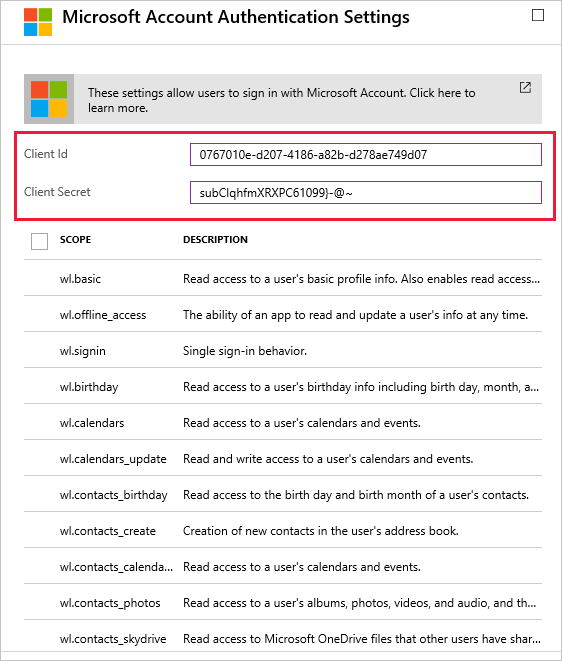 Microsoft Account Authentication Settings
These settings allow users to sign in with Microsoft Account. Click here to
learn more.
Client Id 0767010e-d207-4186-a82b-d278ae749d07
Client Secret subClqhfmXRXPC61099}-@~
SCOPE DESCRIPTION
wl.basic Read access to a user's basic profile info. Also enables read access...
wl.offline_access The ability of an app to read and update a user's info at any time.
wl.signin Single sign-in behavior.
wl.birthday Read access to a user's birthday info including birth day, month, a...
wl.calendars Read access to a user's calendars and events.
wl.calendars_update Read and write access to a user's calendars and events.
wl.contacts_birthday Read access to the birth day and birth month of a user's contacts.
wl.contacts_create Creation of new contacts in the user's address book.
wl.contacts_calenda... Read access to a user's calendars and events.
wl.contacts_photos Read access to a user's albums, photos, videos, and audio, and th...
wl.contacts_skydrive Read access to Microsoft OneDrive files that other users have shar...